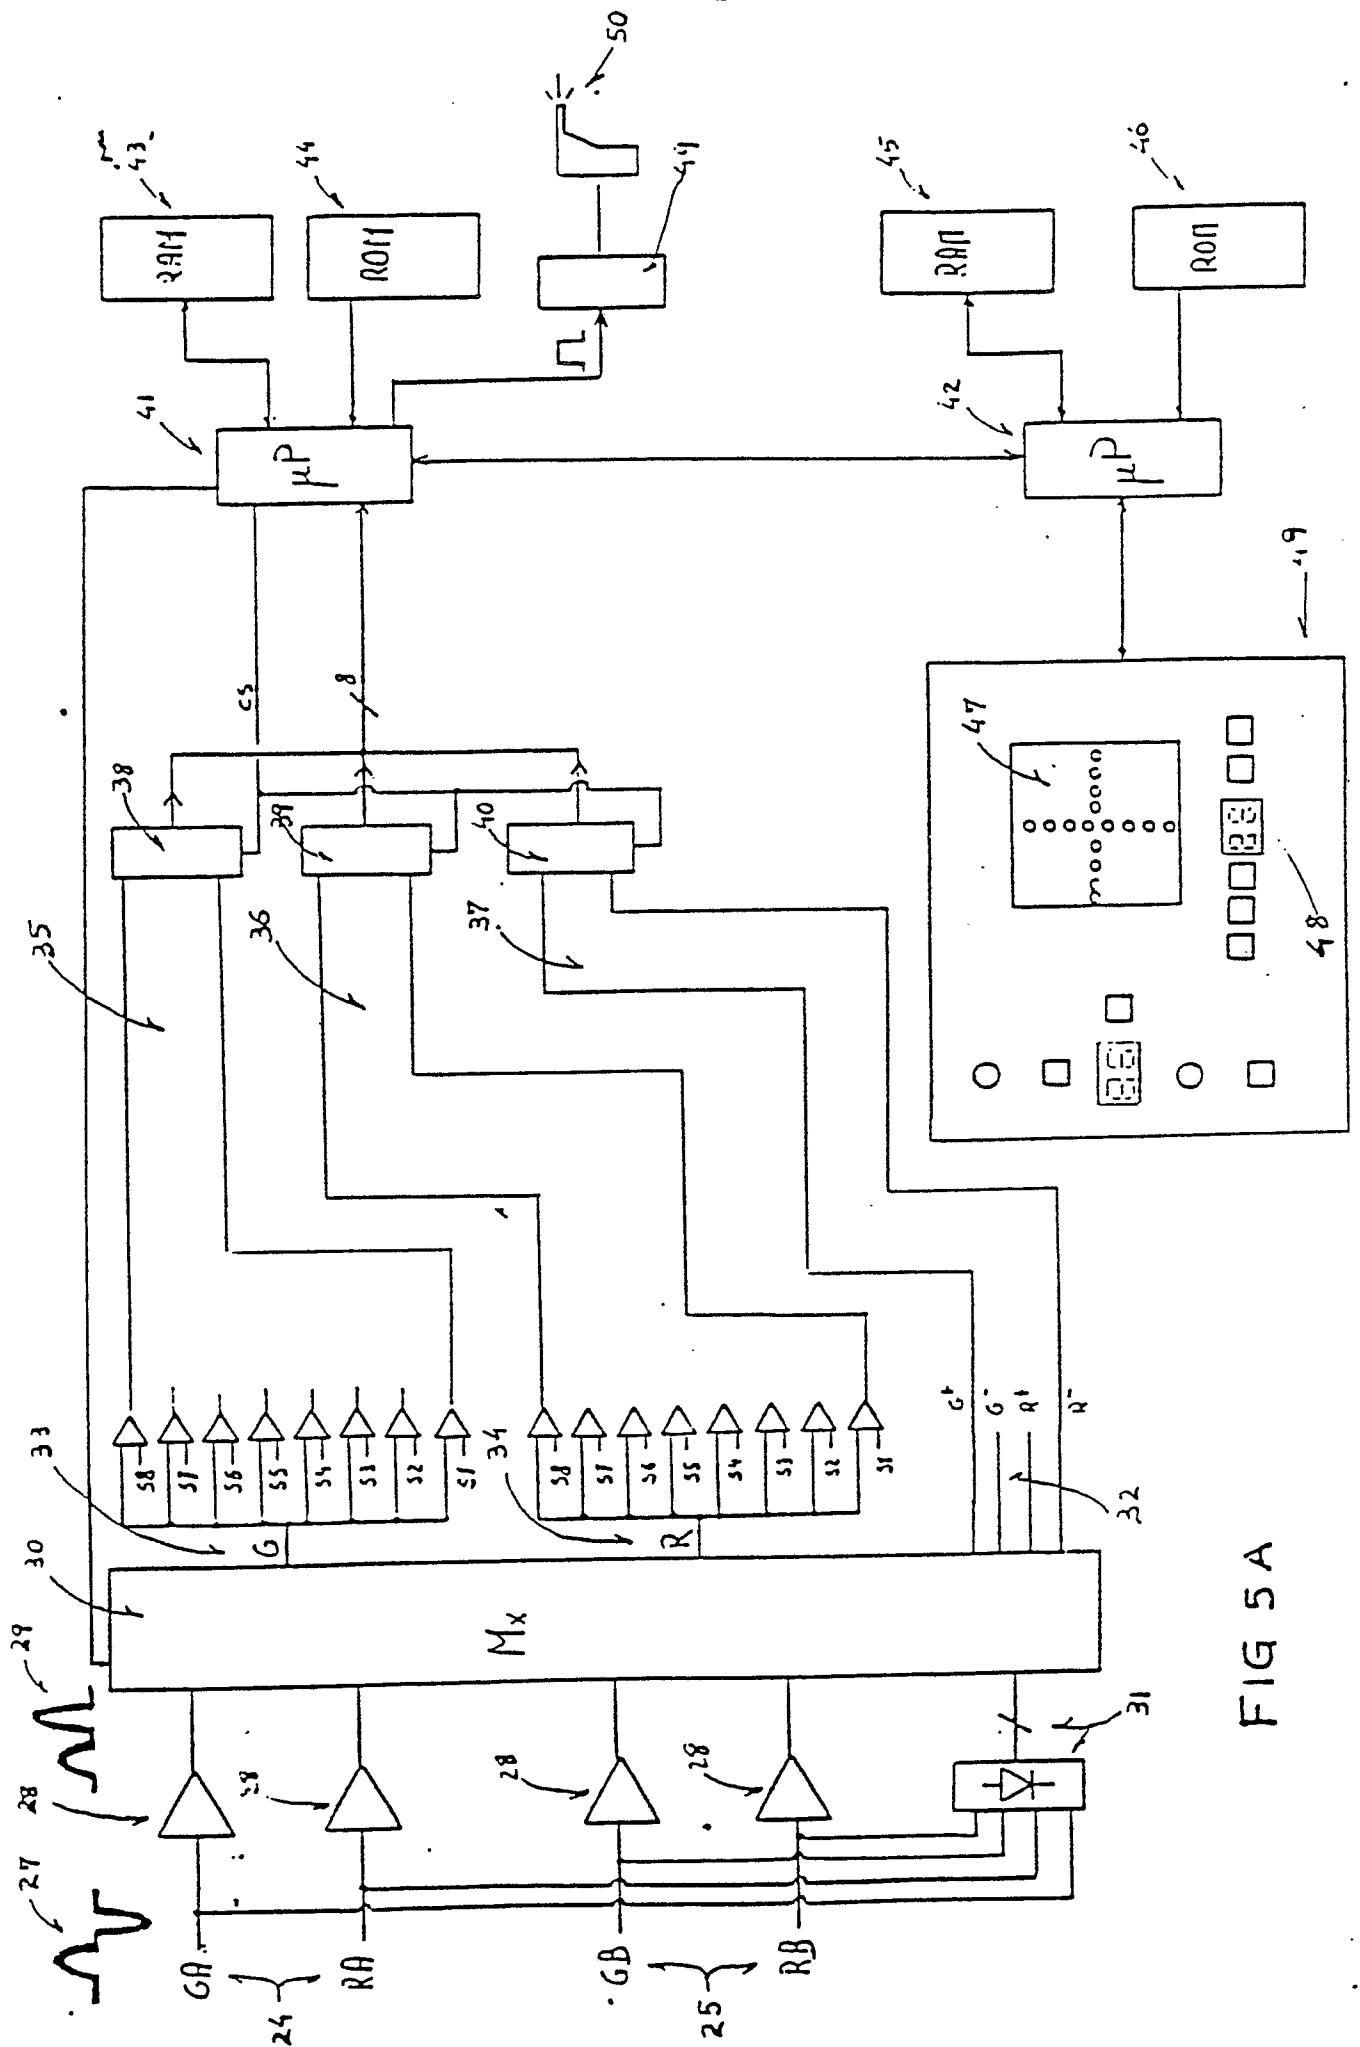 27
28
29
30
33
35
38
41
43
RAM
44
ROM
50
GA
24
RA
28
G
S8
S7
S6
S5
S4
S3
S2
S1
36
39
CS
8
μP
49
GB
25
RB
28
28
Mx
34
R
S8
S7
S6
S5
S4
S3
S2
S1
37
40
31
32
G+
G-
R+
R-
42
μP
45
RAM
46
ROM
47
48
49
FIG 5A